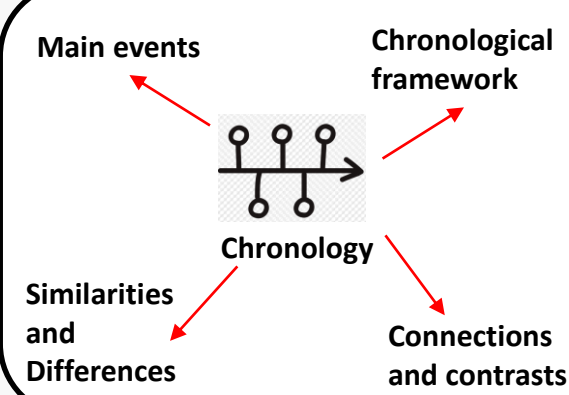 Main events
Chronological
framework
Chronology
Similarities
and
Differences
Connections
and contrasts